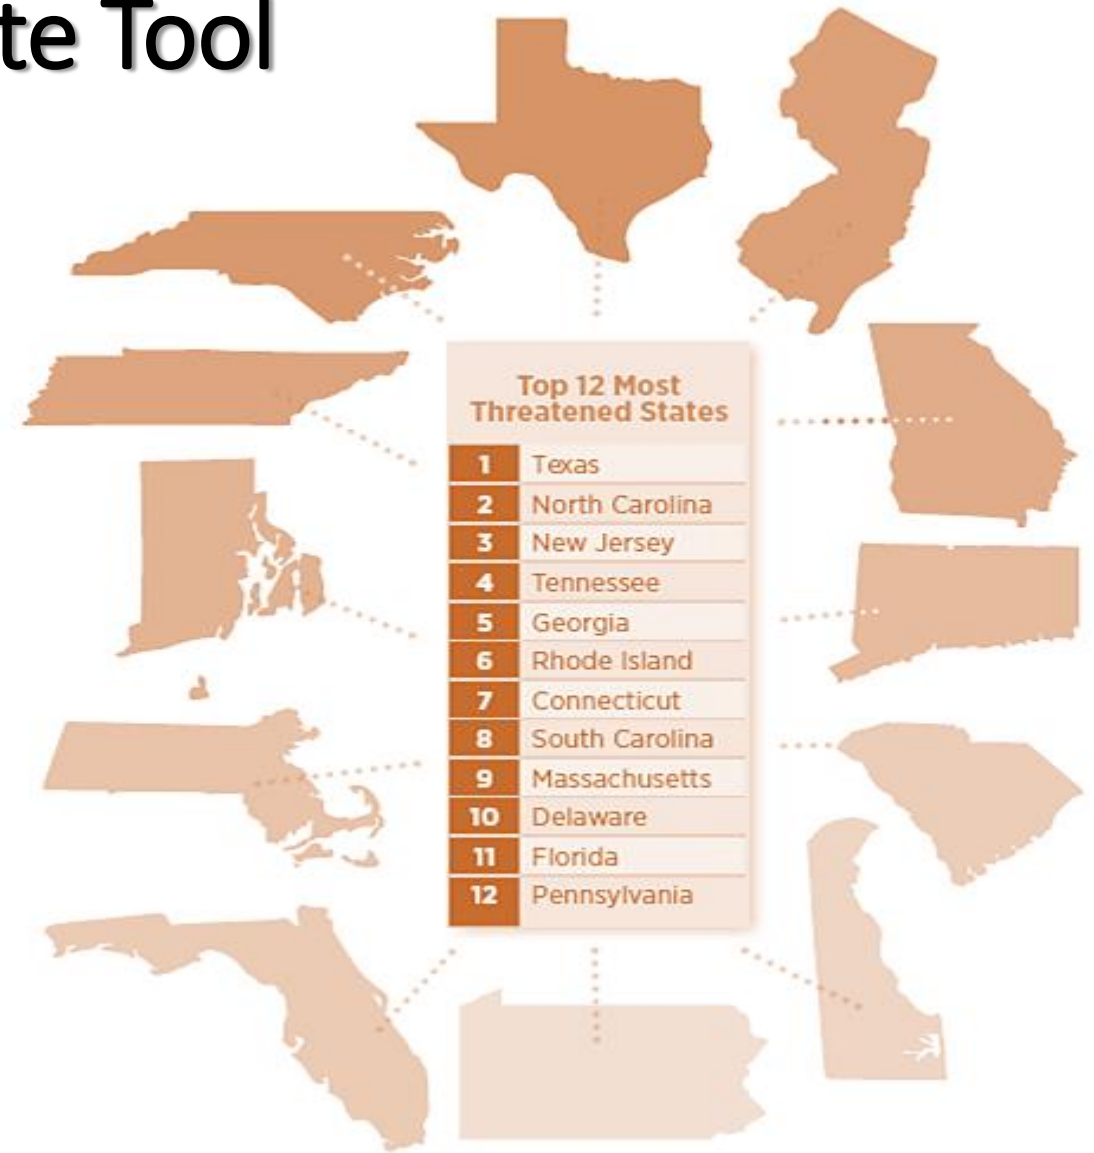 te Tool
Top 12 Most
Threatened States
1 Texas
2 North Carolina
3 New Jersey
4 Tennessee
5 Georgia
6 Rhode Island
7 Connecticut
8 South Carolina
9 Massachusetts
10 Delaware
11 Florida
12 Pennsylvania